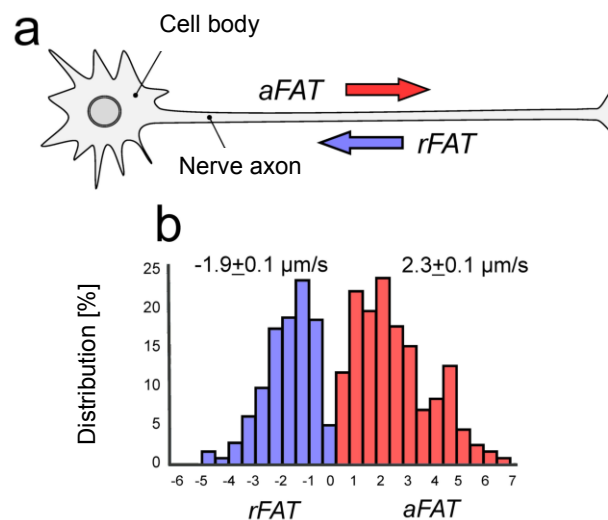 a
Cell body
aFAT
rFAT
Nerve axon
b
-1.9±0.1 µm/s 2.3±0.1 µm/s
Distribution [%]
25
20
15
10
5
0
-6 -5 -4 -3 -2 -1 0 1 2 3 4 5 6 7
rFAT aFAT